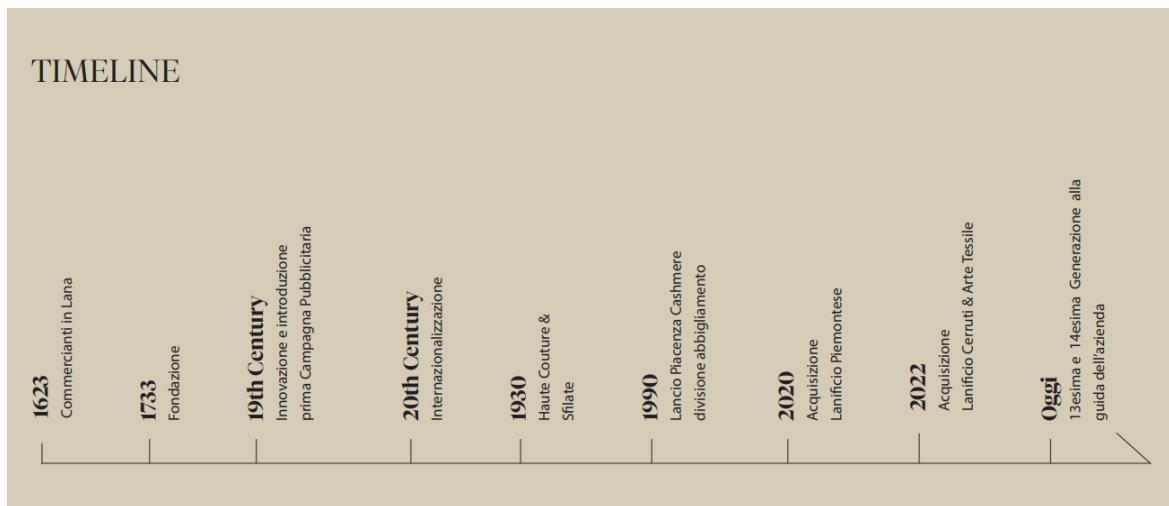 TIMELINE
1623
Commercianti in Lana
1733
Fondazione
19th Century
Innovazione e introduzione
prima Campagna Pubblicitaria
20th Century
Internazionalizzazione
1930
Haute Couture &
Sfilate
1990
Lancio Piacenza Cashmere
divisione abbigliamento
2020
Acquisizione
Lanificio Piemontese
2022
Acquisizione
Lanificio Cerruti & Arte Tessile
Oggi
13esima e 14esima Generazione alla
guida dell'azienda